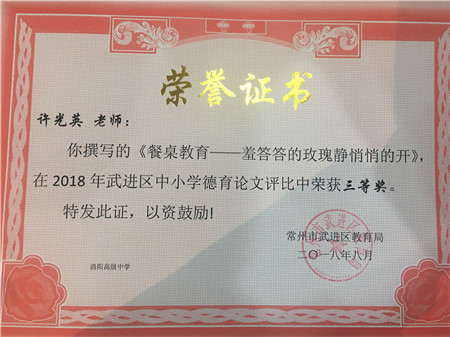 荣誉证书
许光英 老师：
你撰写的《餐桌教育——羞答答的玫瑰静悄悄的开》，
在2018年武进区中小学德育论文评比中荣获三等奖。
特发此证，以资鼓励！
常州市武进区教育局
二〇一八年八月
洛阳高级中学